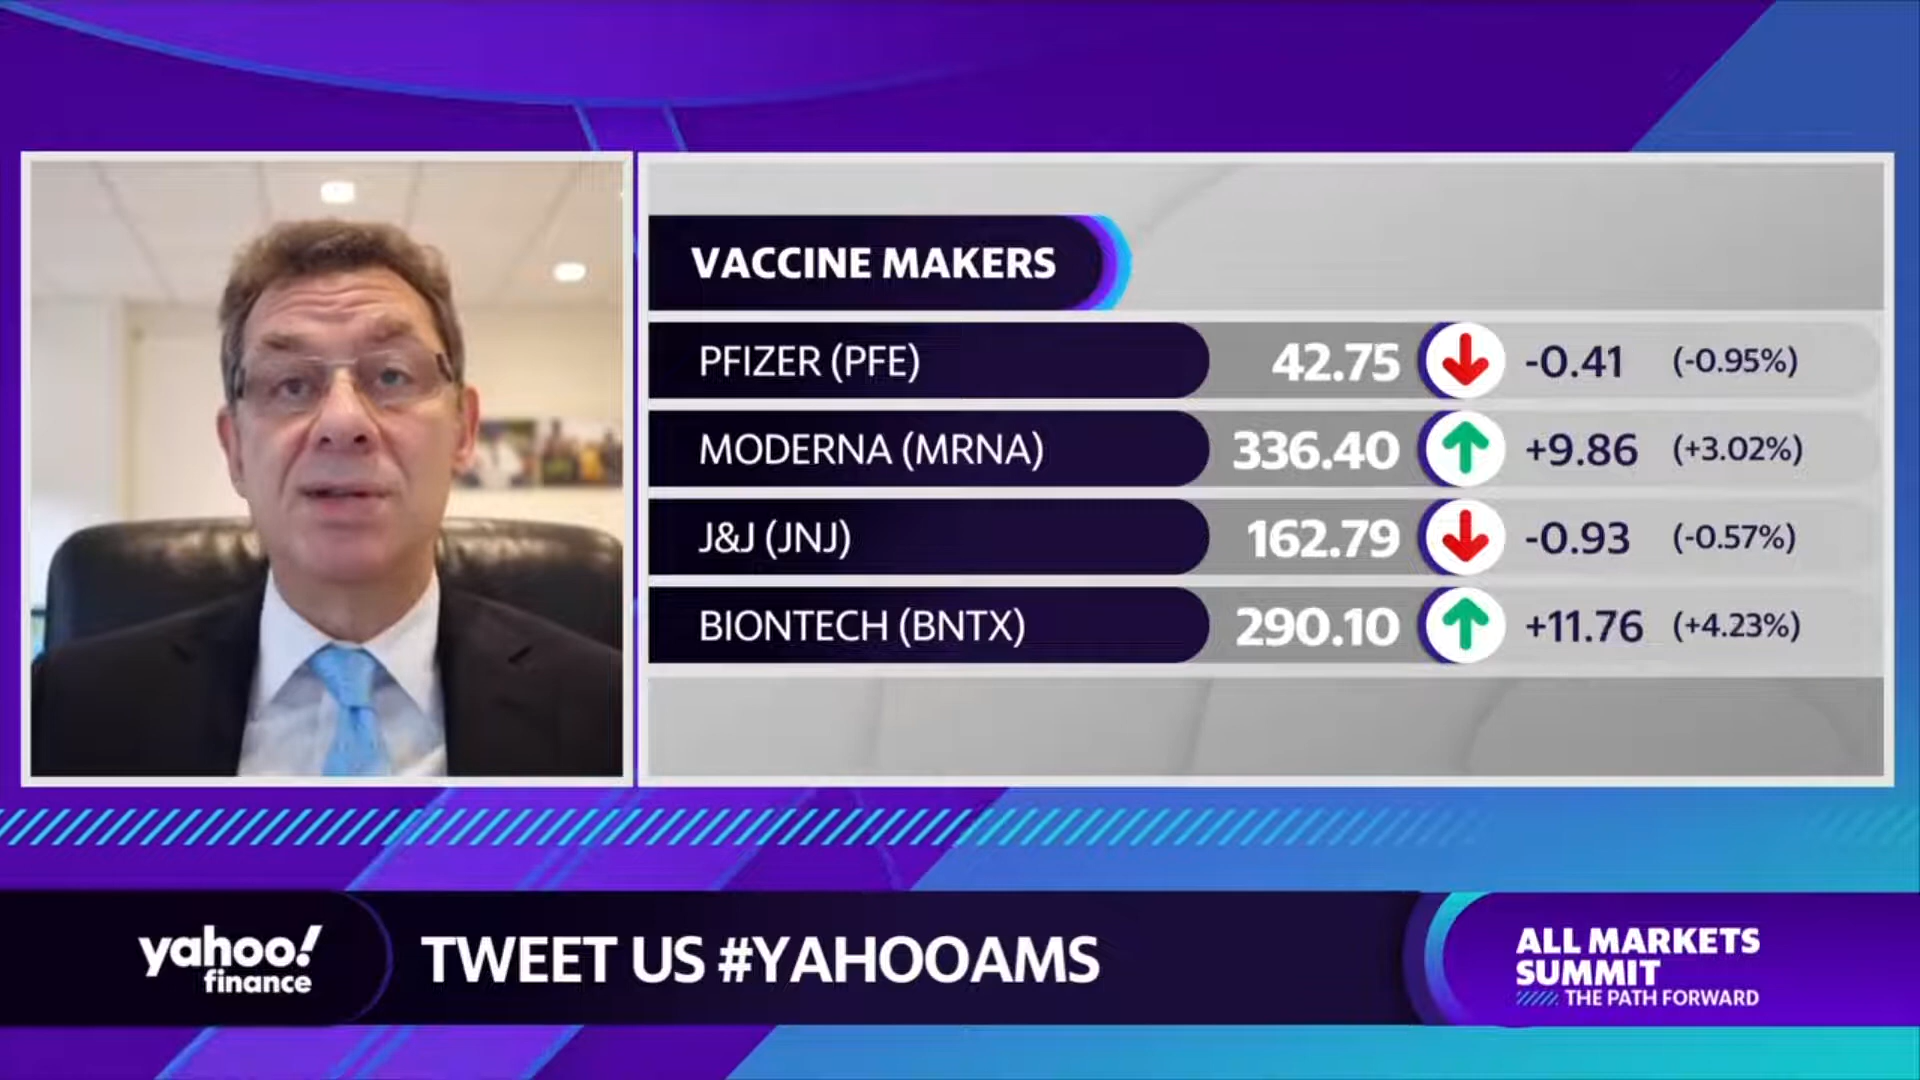 VACCINE MAKERS
PFIZER (PFE) 42.75 -0.41 (-0.95%)
MODERNA (MRNA) 336.40 +9.86 (+3.02%)
J&J (JNJ) 162.79 -0.93 (-0.57%)
BIONTECH (BNTX) 290.10 +11.76 (+4.23%)
yahoo!
finance
TWEET US #YAHOOAMS
ALL MARKETS
SUMMIT
THE PATH FORWARD